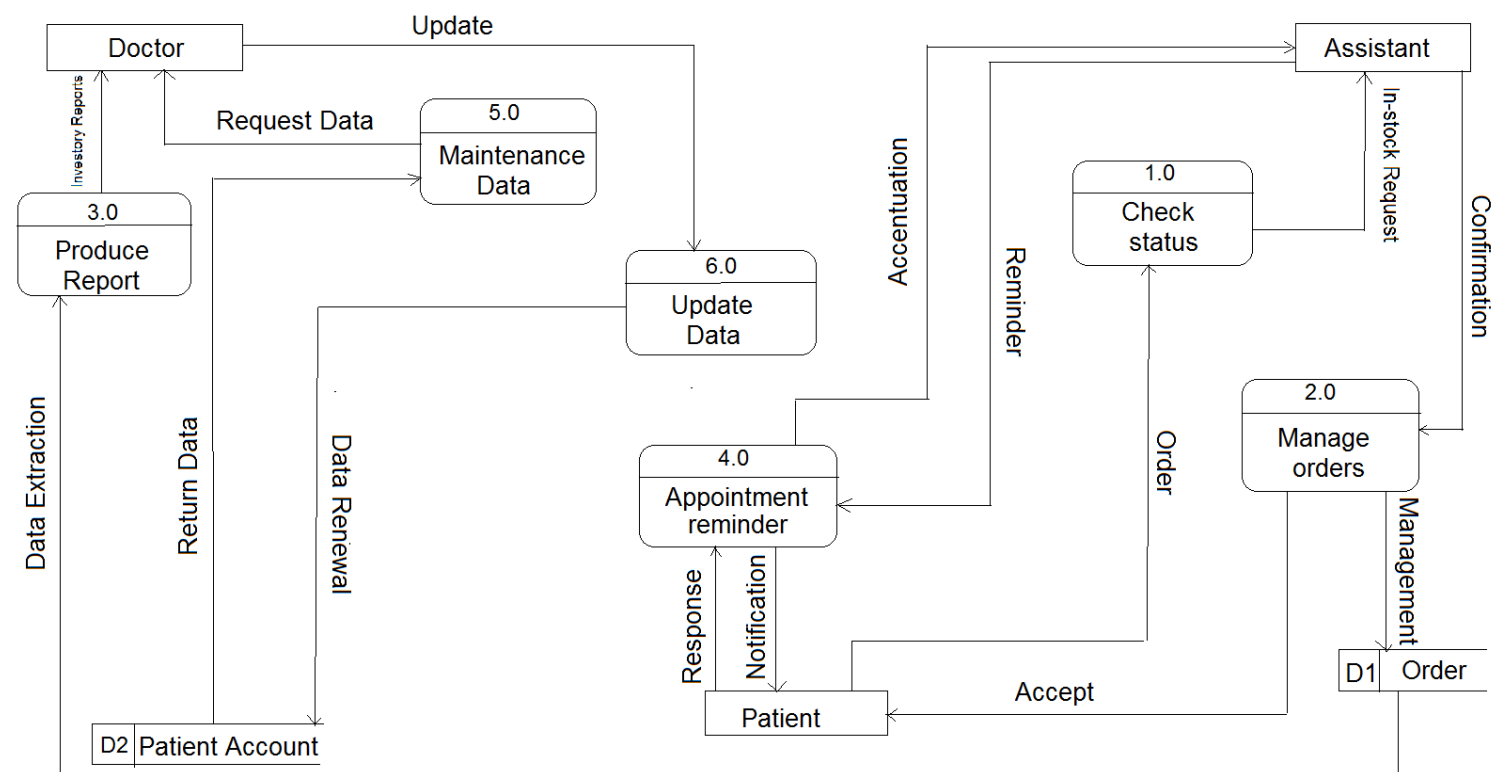 Doctor
Update
Assistant
Investory Reports
Request Data
5.0
Maintenance
Data
In-stock Request
1.0
Check
status
Accentuation
Confirmation
3.0
Produce
Report
Reminder
6.0
Update
Data
2.0
Manage
orders
Data Extraction
Return Data
Data Reniewal
4.0
Appointment
reminder
Order
Management
Response
Notification
D1 Order
Accept
Patient
D2 Patient Account